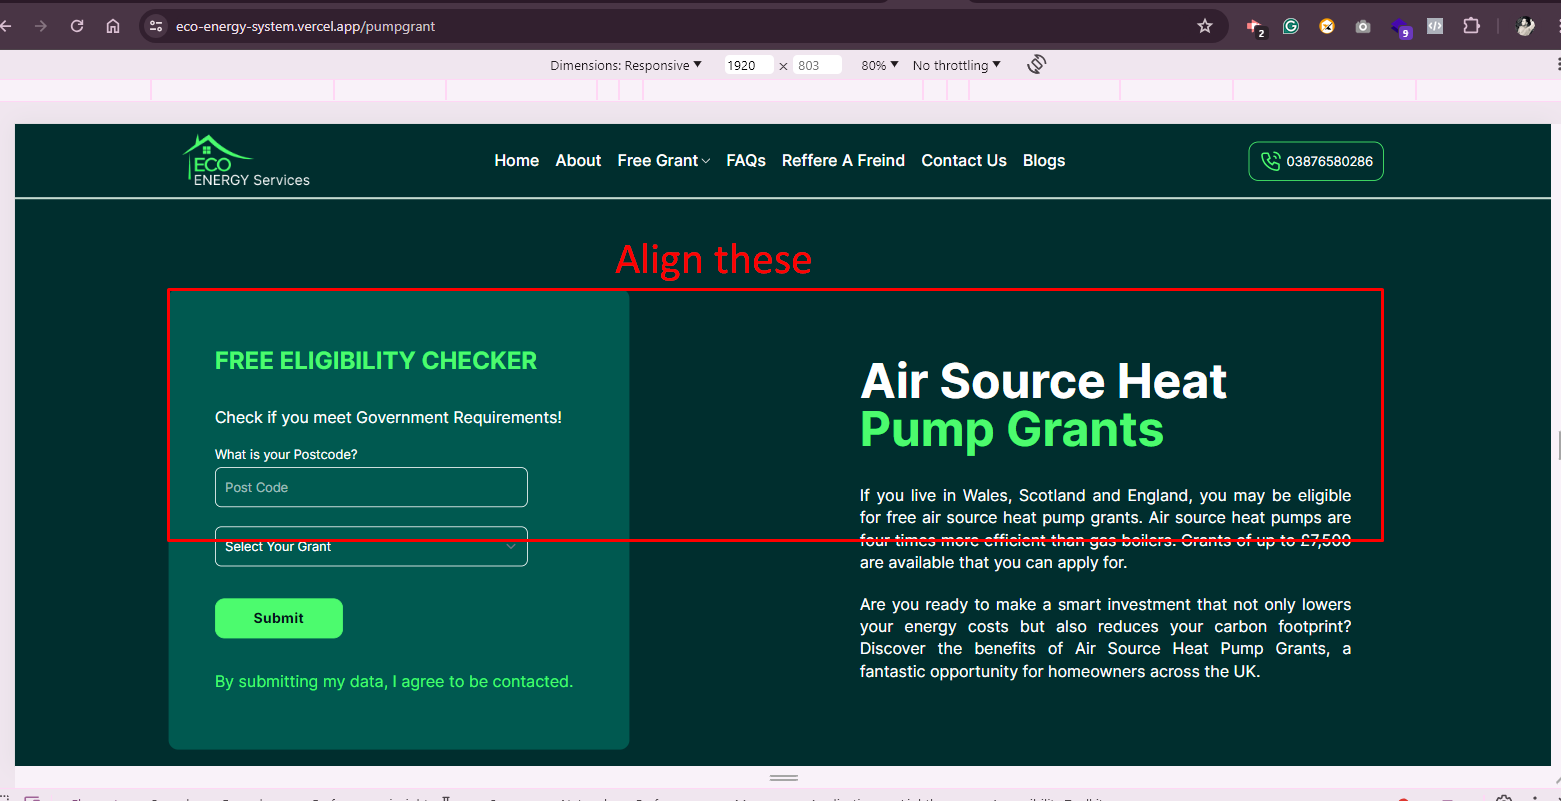 eco-energy-system.vercel.app/pumpgrant
2
9
Dimensions: Responsive 1920 × 803 80% No throttling
ECO
ENERGY Services
Home About Free Grant FAQs Reffere A Freind Contact Us Blogs
03876580286
Align these
FREE ELIGIBILITY CHECKER
Check if you meet Government Requirements!
What is your Postcode?
Post Code
Select Your Grant
Submit
By submitting my data, I agree to be contacted.
Air Source Heat
Pump Grants
If you live in Wales, Scotland and England, you may be eligible
for free air source heat pump grants. Air source heat pumps are
four times more efficient than gas boilers. Grants of up to £7,500
are available that you can apply for.
Are you ready to make a smart investment that not only lowers
your energy costs but also reduces your carbon footprint?
Discover the benefits of Air Source Heat Pump Grants, a
fantastic opportunity for homeowners across the UK.